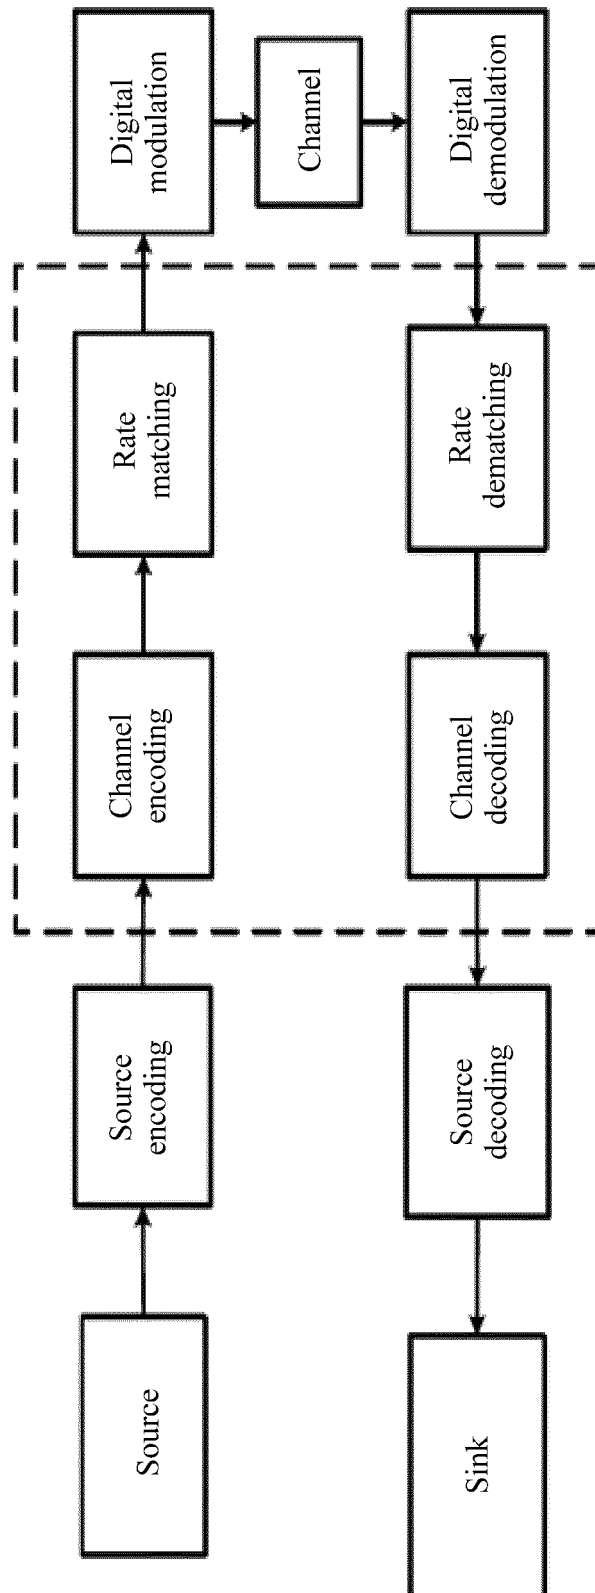 Source
Source
encoding
Channel
encoding
Rate
matching
Digital
modulation
Channel
Digital
demodulation
Rate
dematching
Channel
decoding
Source
decoding
Sink